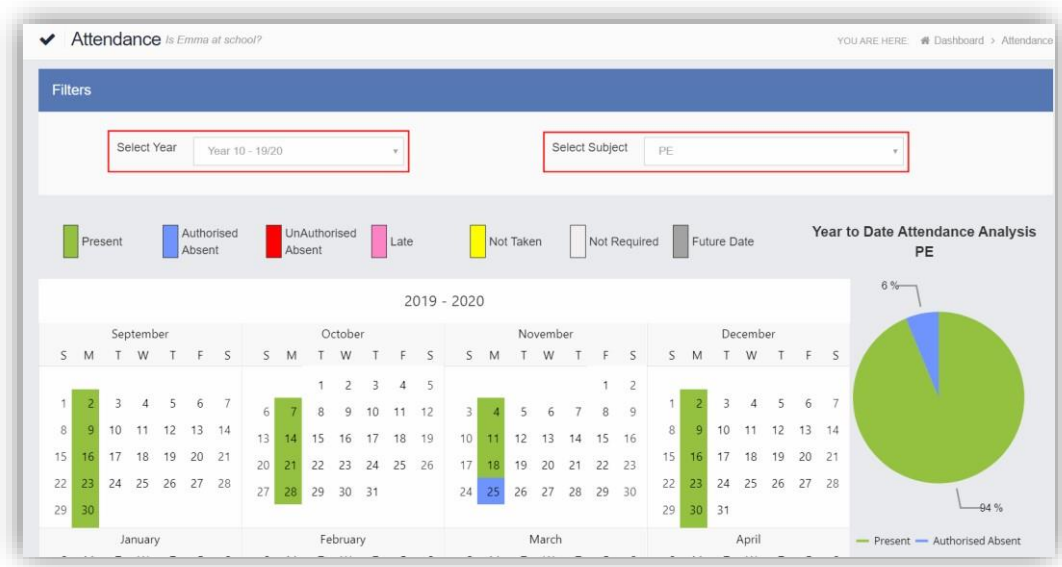 Attendance Is Emma at school?
YOU ARE HERE: Dashboard > Attendance
Filters
Select Year Year 10 - 19/20
Select Subject PE
Present
Authorised
Absent
UnAuthorised
Absent
Late
Not Taken
Not Required
Future Date
Year to Date Attendance Analysis
PE
2019 - 2020
September
S M T W T F S
1 2 3 4 5 6 7
8 9 10 11 12 13 14
15 16 17 18 19 20 21
22 23 24 25 26 27 28
29 30
October
S M T W T F S
1 2 3 4 5
6 7 8 9 10 11 12
13 14 15 16 17 18 19
20 21 22 23 24 25 26
27 28 29 30 31
November
S M T W T F S
1 2
3 4 5 6 7 8 9
10 11 12 13 14 15 16
17 18 19 20 21 22 23
24 25 26 27 28 29 30
December
S M T W T F S
1 2 3 4 5 6 7
8 9 10 11 12 13 14
15 16 17 18 19 20 21
22 23 24 25 26 27 28
29 30 31
January
February
March
April
6 %
94 %
Present Authorised Absent